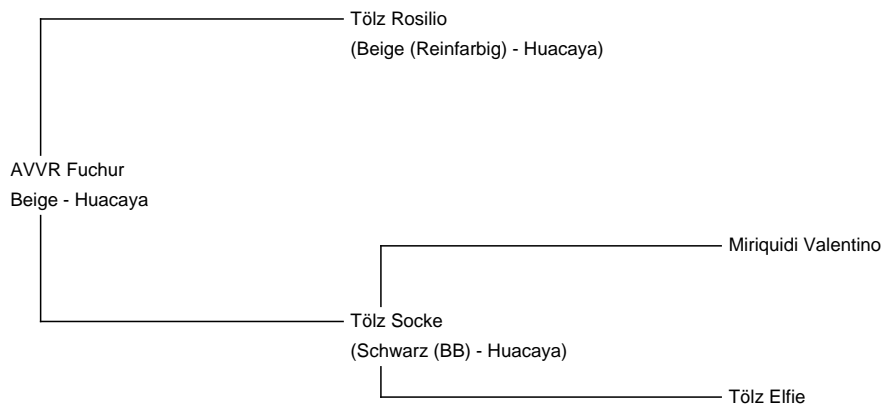 Tölz Rosilio
(Beige (Reinfarbig) - Huacaya)
AVVR Fuchur
Beige - Huacaya
Miriquidi Valentino
Tölz Socke
(Schwarz (BB) - Huacaya)
Tölz Elfie